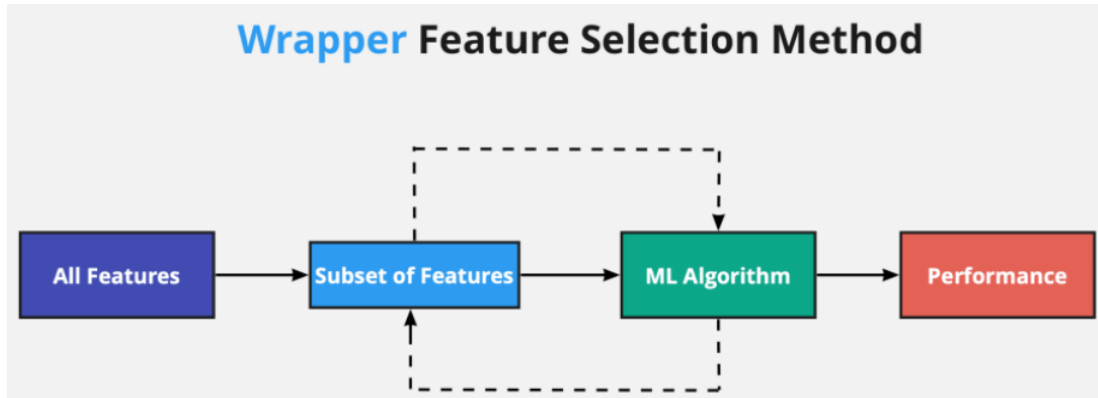 Wrapper Feature Selection Method
All Features
Subset of Features
ML Algorithm
Performance